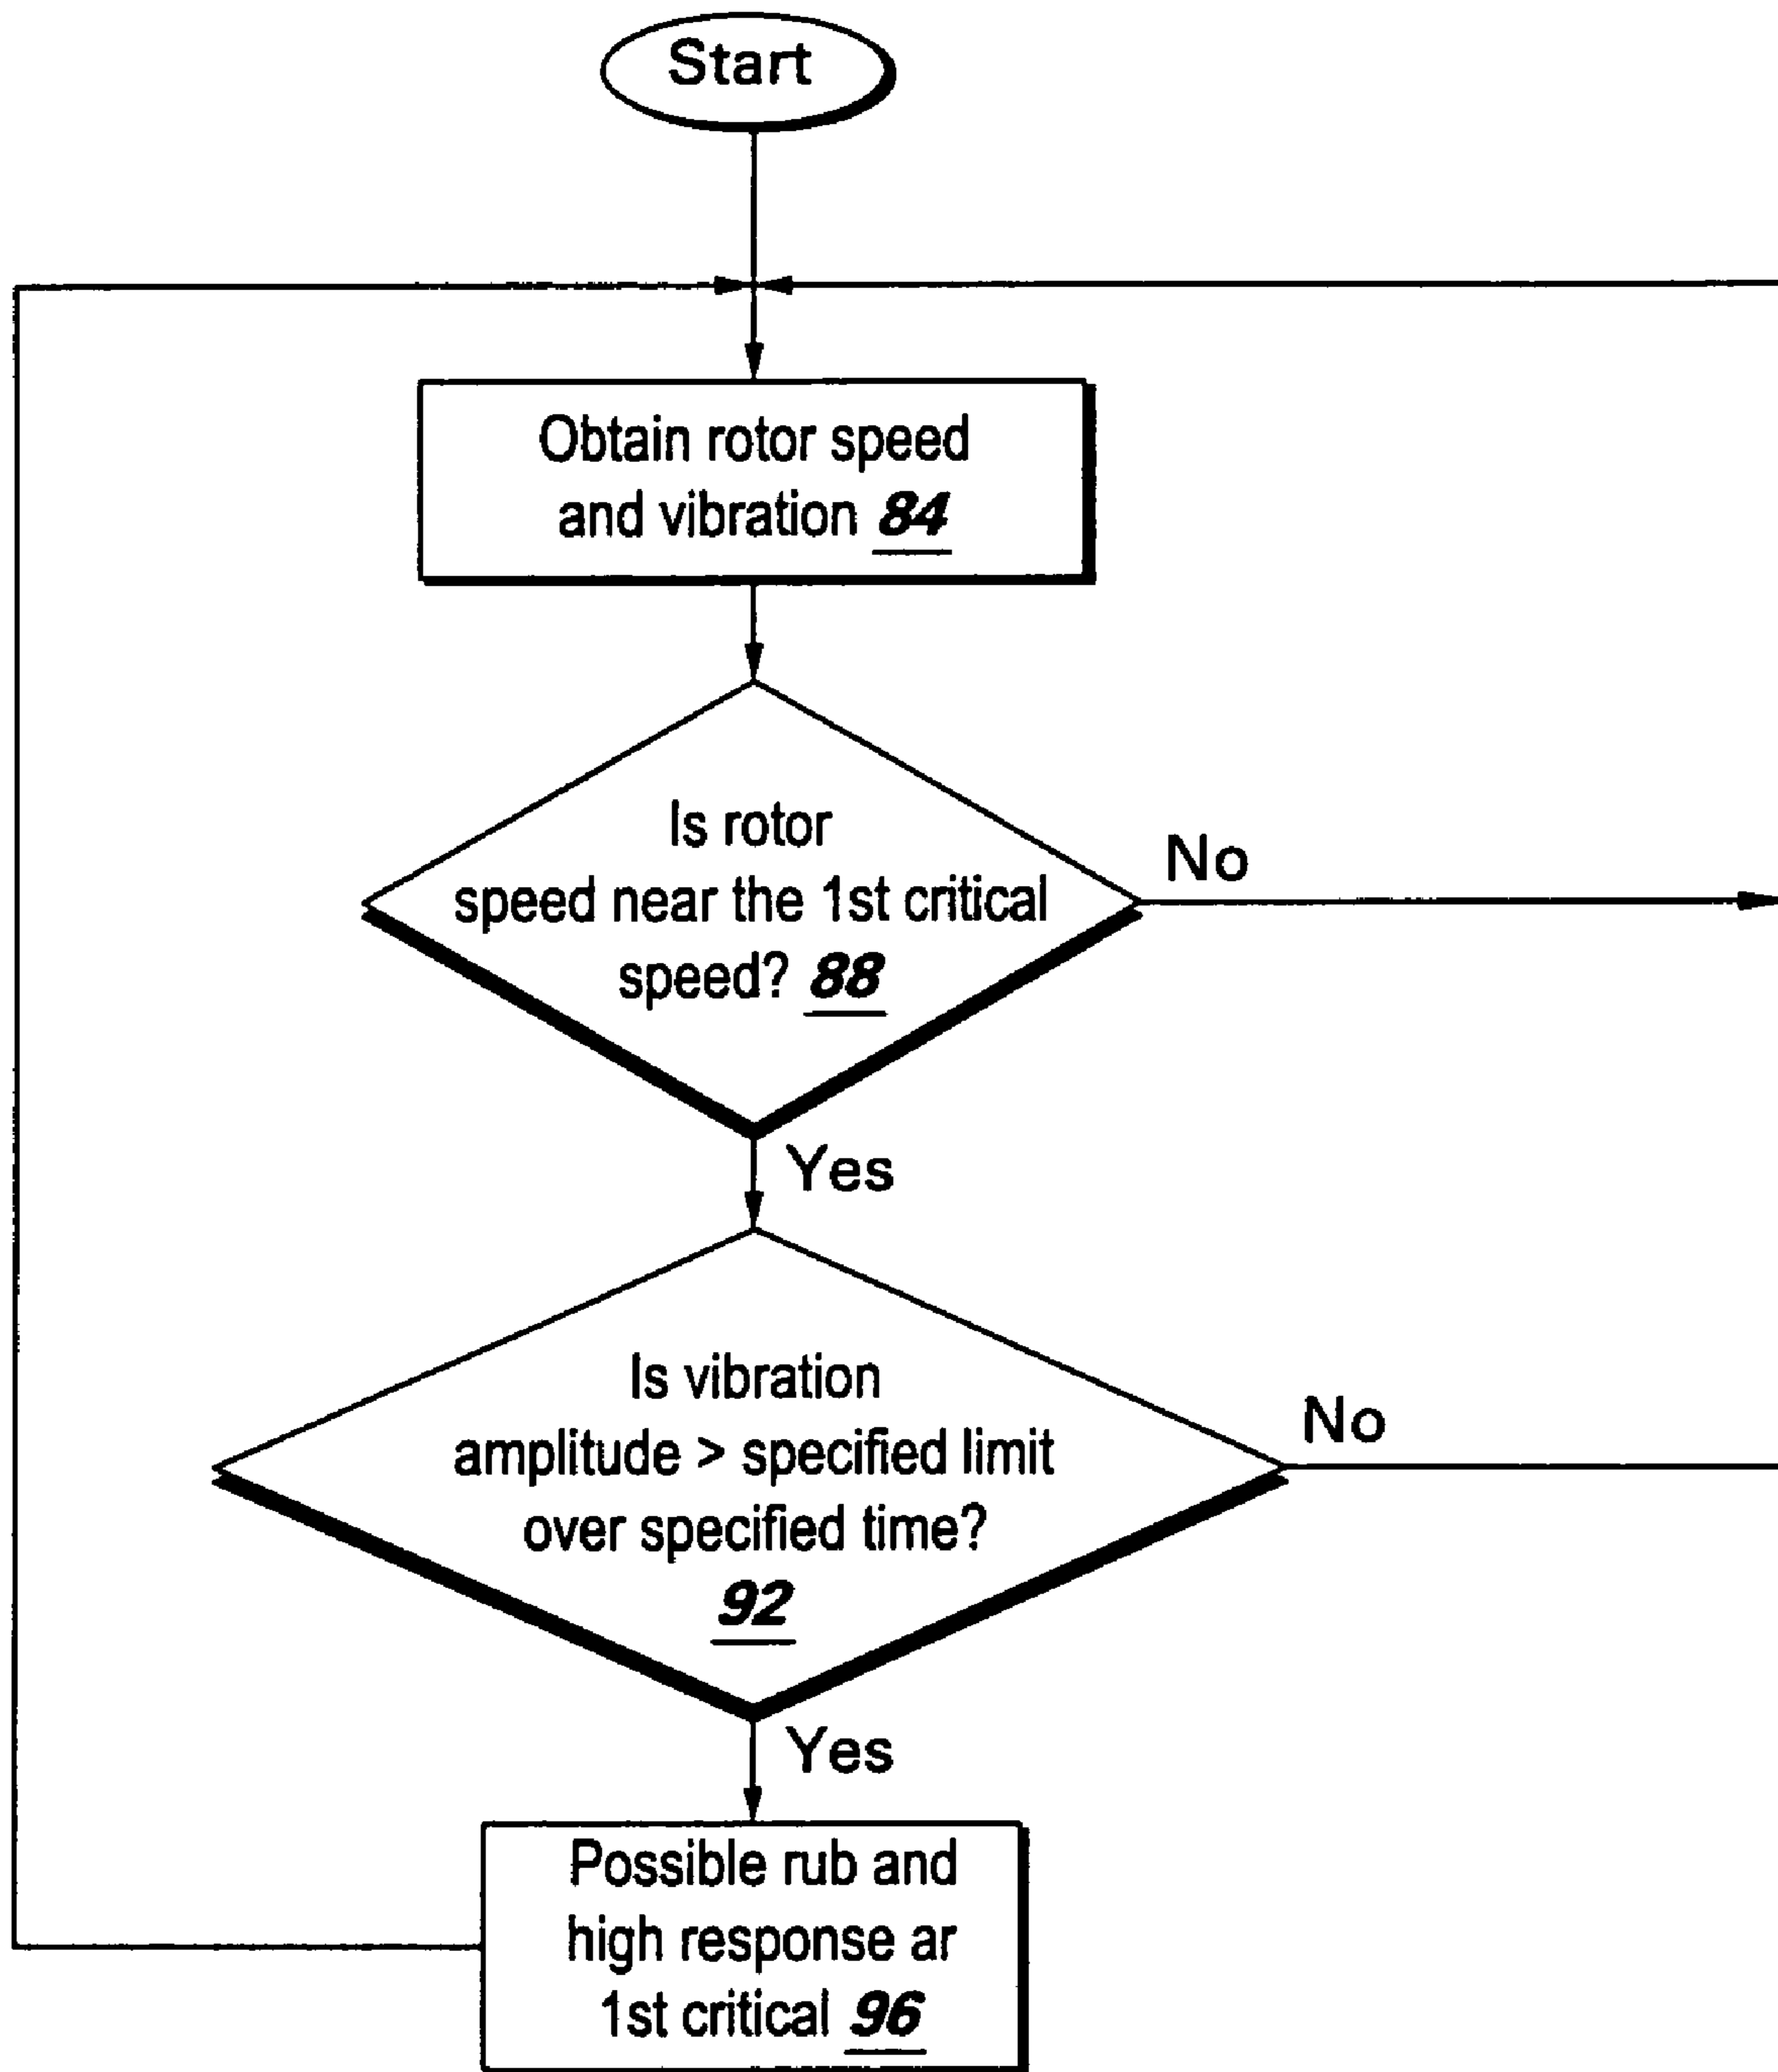 Start
Obtain rotor speed
and vibration 84
Is rotor
speed near the 1st critical
speed? 88
No
Yes
Is vibration
amplitude > specified limit
over specified time?
92
No
Yes
Possible rub and
high response ar
1st critical 96